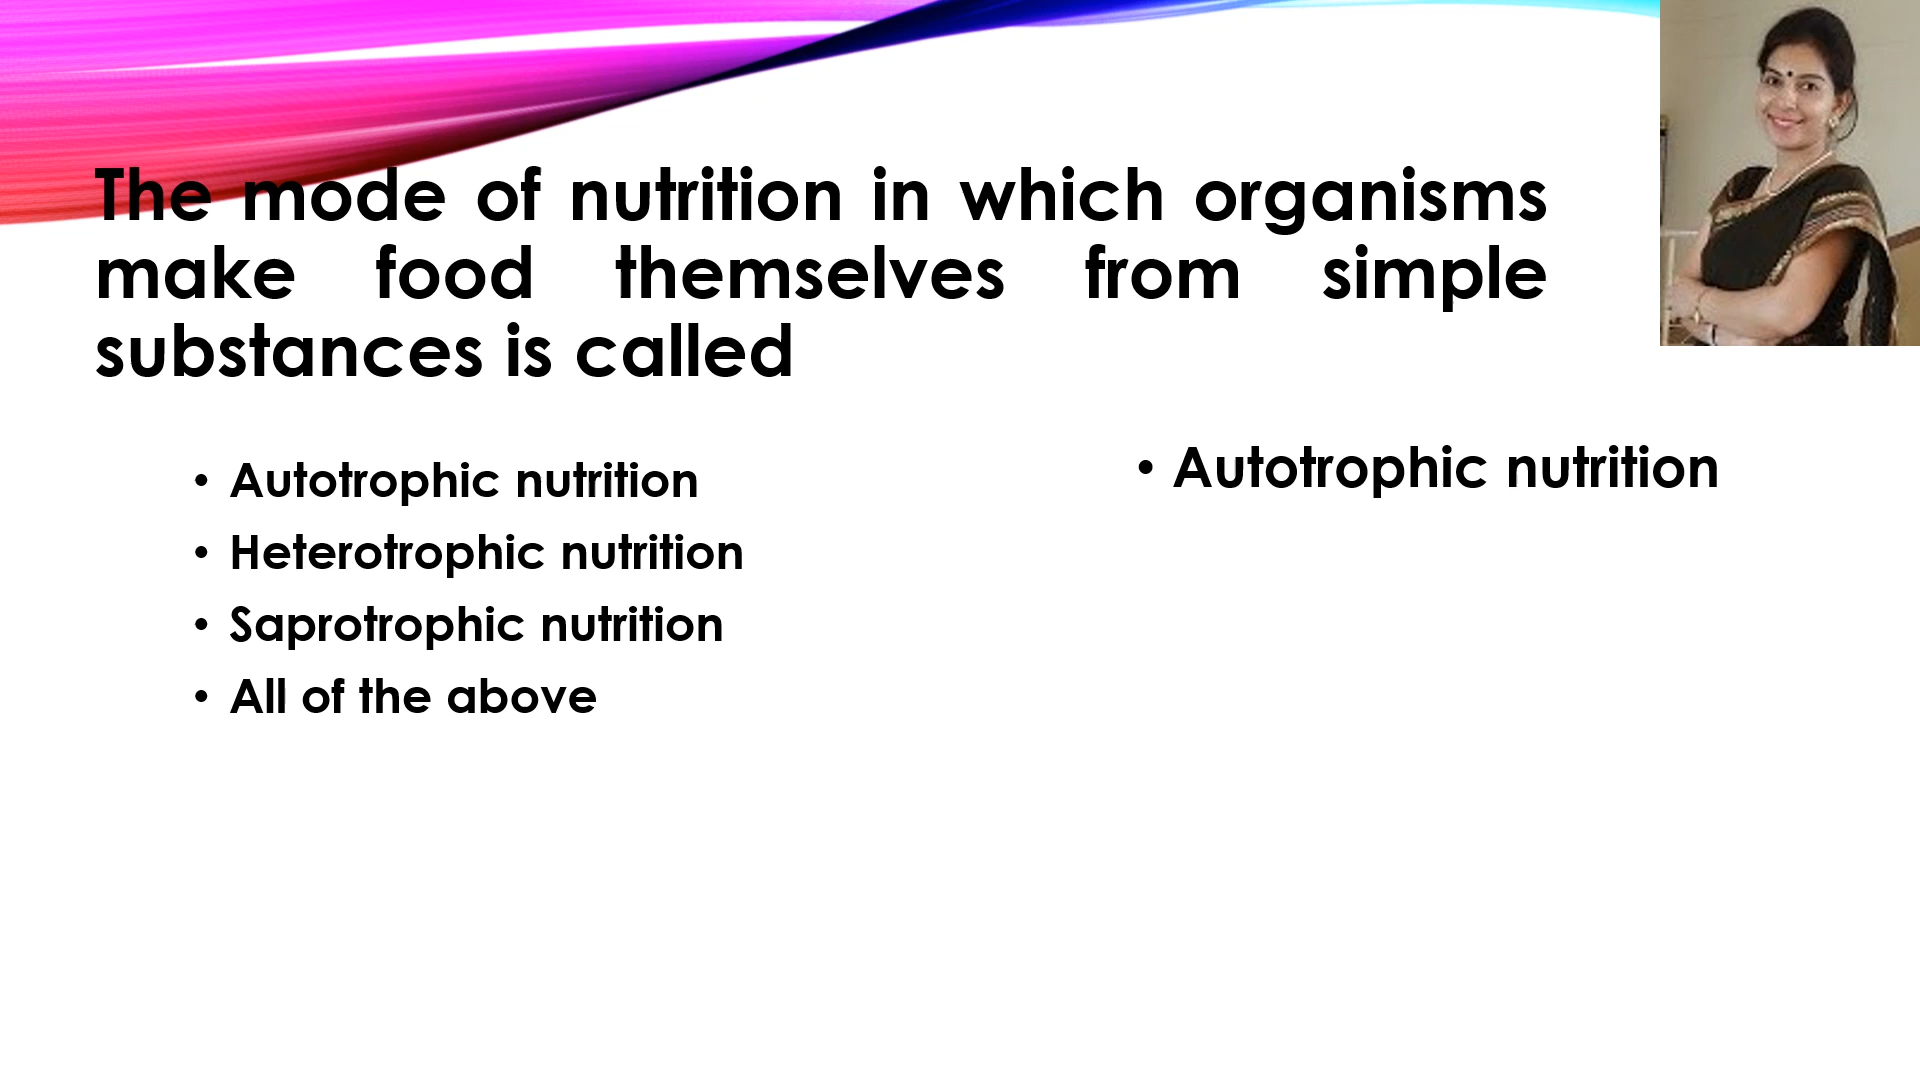 The mode of nutrition in which organisms
make food themselves from simple
substances is called
• Autotrophic nutrition
• Heterotrophic nutrition
• Saprotrophic nutrition
• All of the above
• Autotrophic nutrition